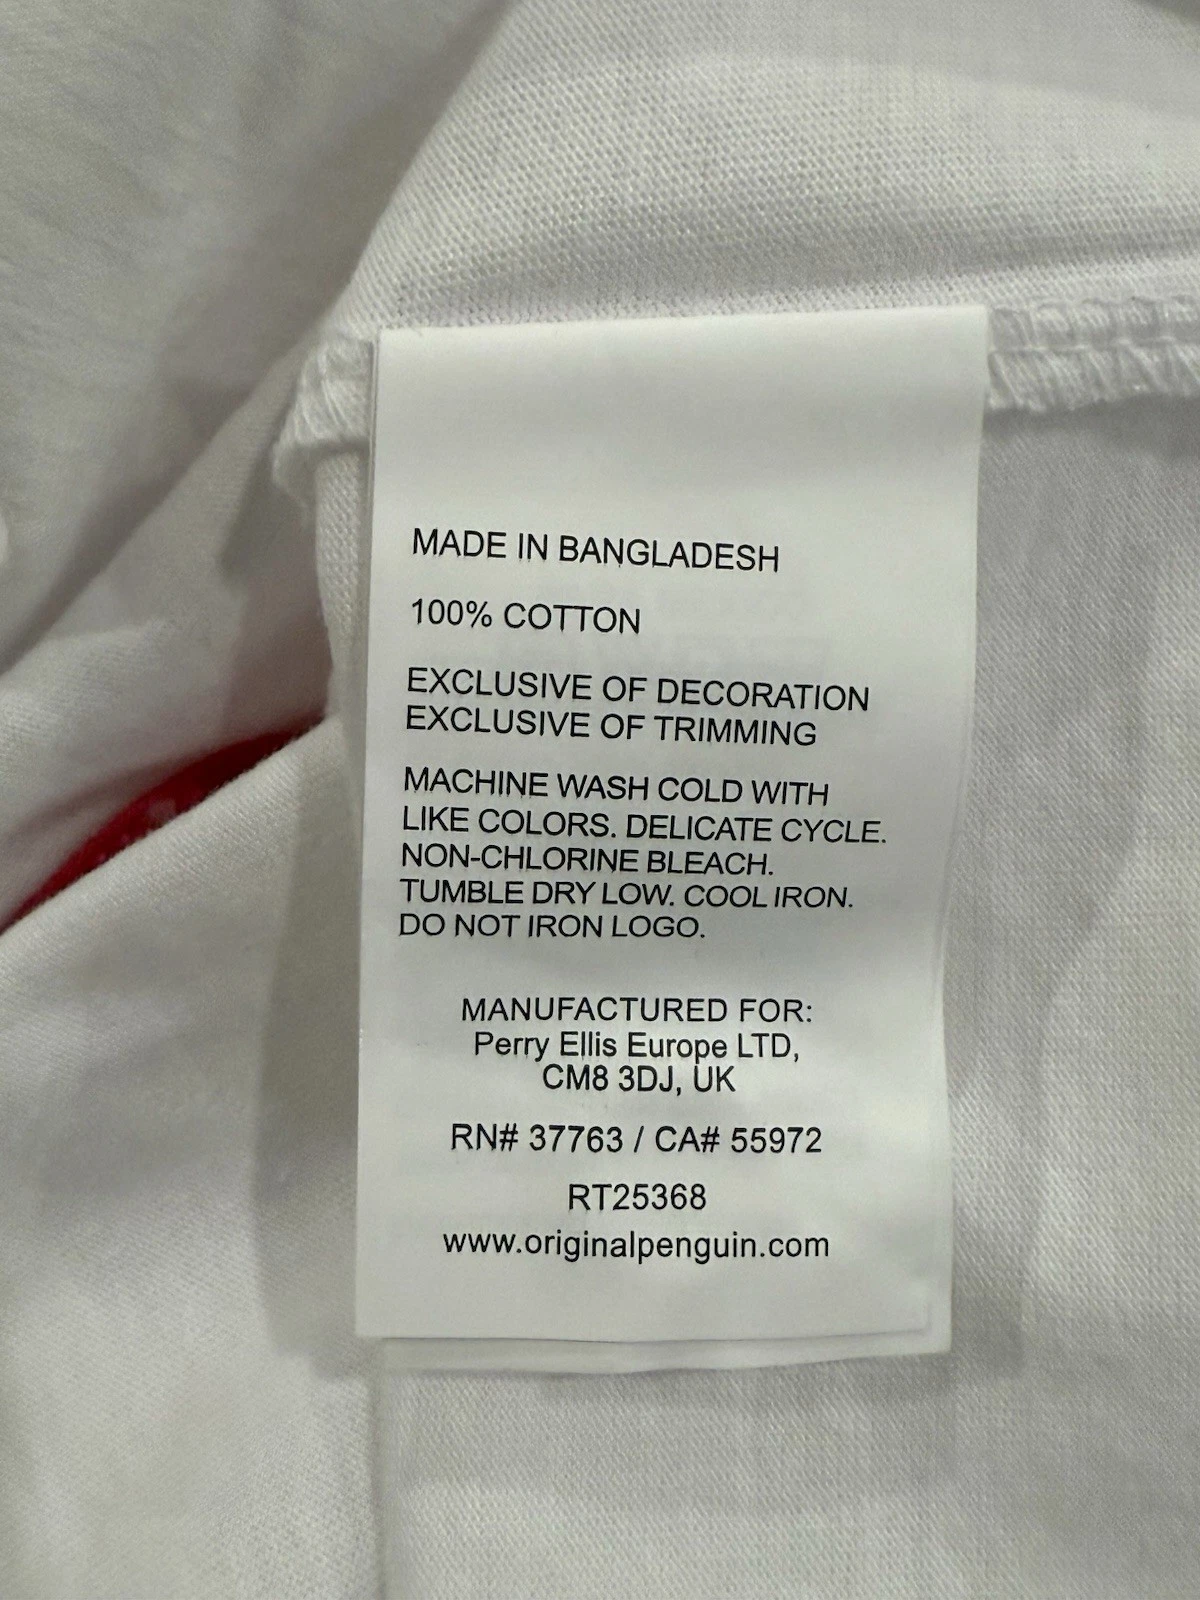 MADE IN BANGLADESH
100% COTTON
EXCLUSIVE OF DECORATION
EXCLUSIVE OF TRIMMING
MACHINE WASH COLD WITH
LIKE COLORS. DELICATE CYCLE.
NON-CHLORINE BLEACH.
TUMBLE DRY LOW. COOL IRON.
DO NOT IRON LOGO.
MANUFACTURED FOR:
Perry Ellis Europe LTD,
CM8 3DJ, UK
RN# 37763 / CA# 55972
RT25368
www.originalpenguin.com